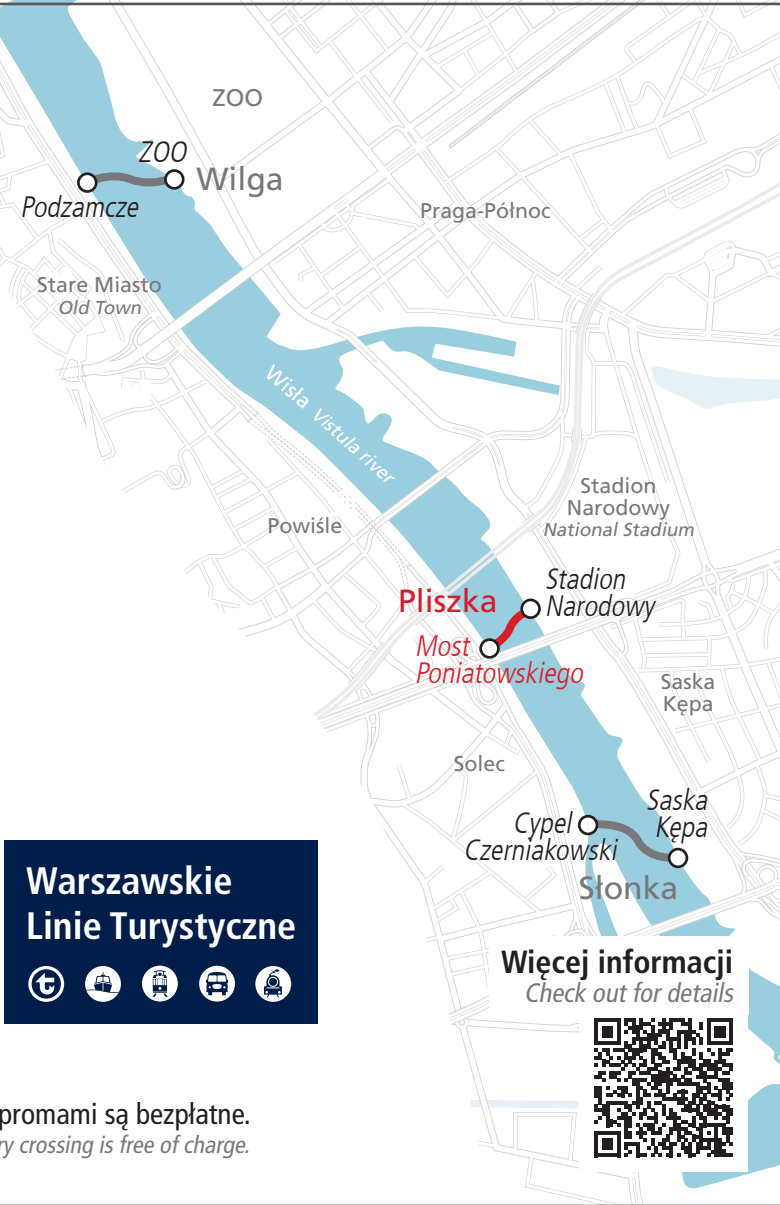 ZOO
ZOO
Wilga
Podzamcze
Praga-Północ
Stare Miasto
Old Town
Wisła Vistula river
Stadion
Narodowy
National Stadium
Powiśle
Pliszka
Stadion
Narodowy
Most
Poniatowskiego
Saska
Kępa
Solec
Saska
Kępa
Cypel
Czerniakowski
Słonka
Warszawskie
Linie Turystyczne
Więcej informacji
Check out for details
promami są bezpłatne.
ry crossing is free of charge.